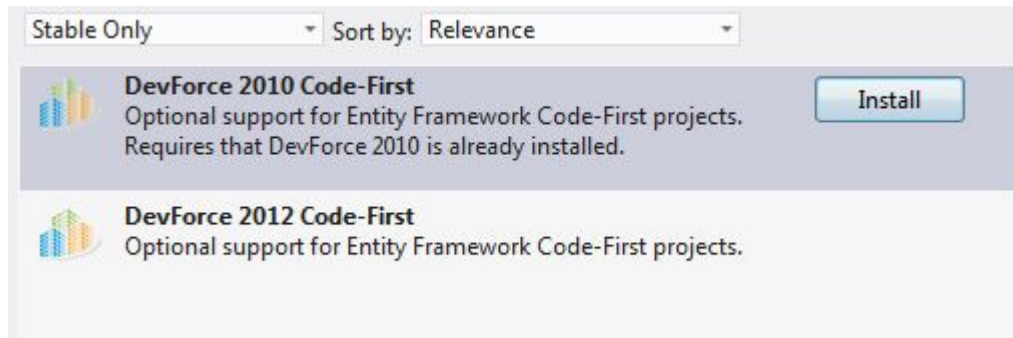 Stable Only Sort by: Relevance
DevForce 2010 Code-First
Install
Optional support for Entity Framework Code-First projects.
Requires that DevForce 2010 is already installed.
DevForce 2012 Code-First
Optional support for Entity Framework Code-First projects.